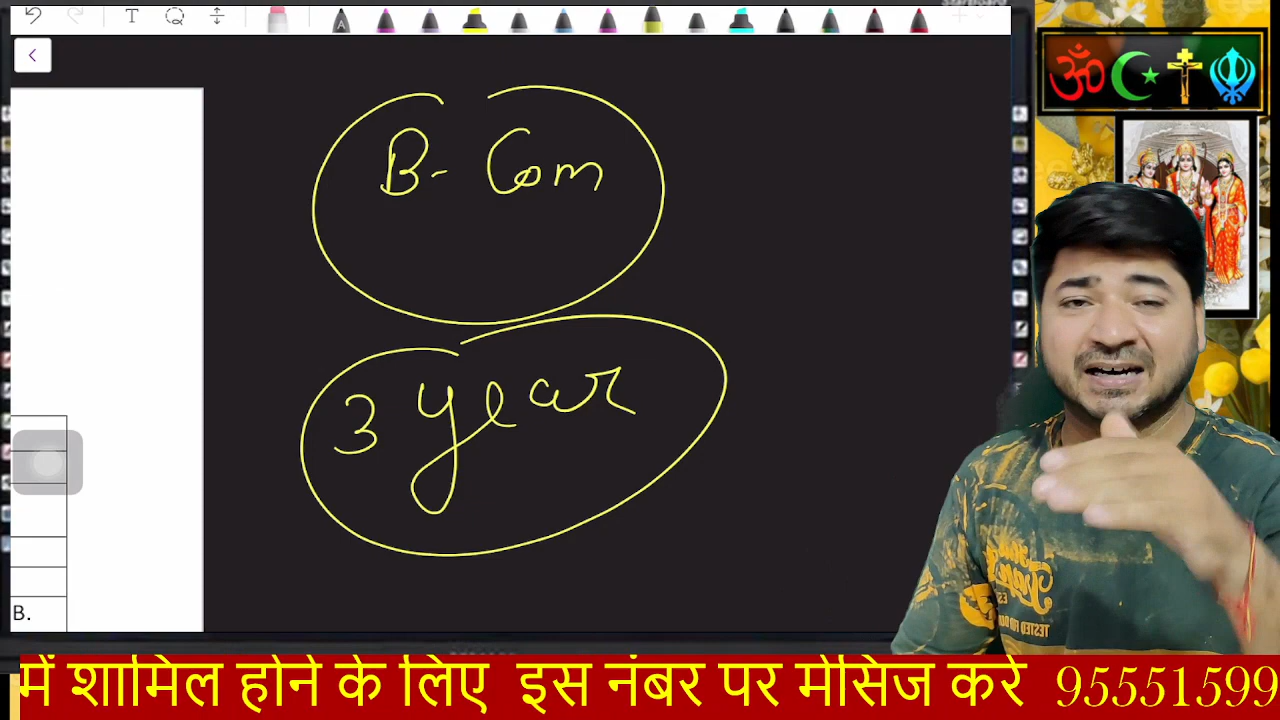 B- Com
3 year
B.
में शामिल होने के लिए इस नंबर पर मेसिज करे 95551599